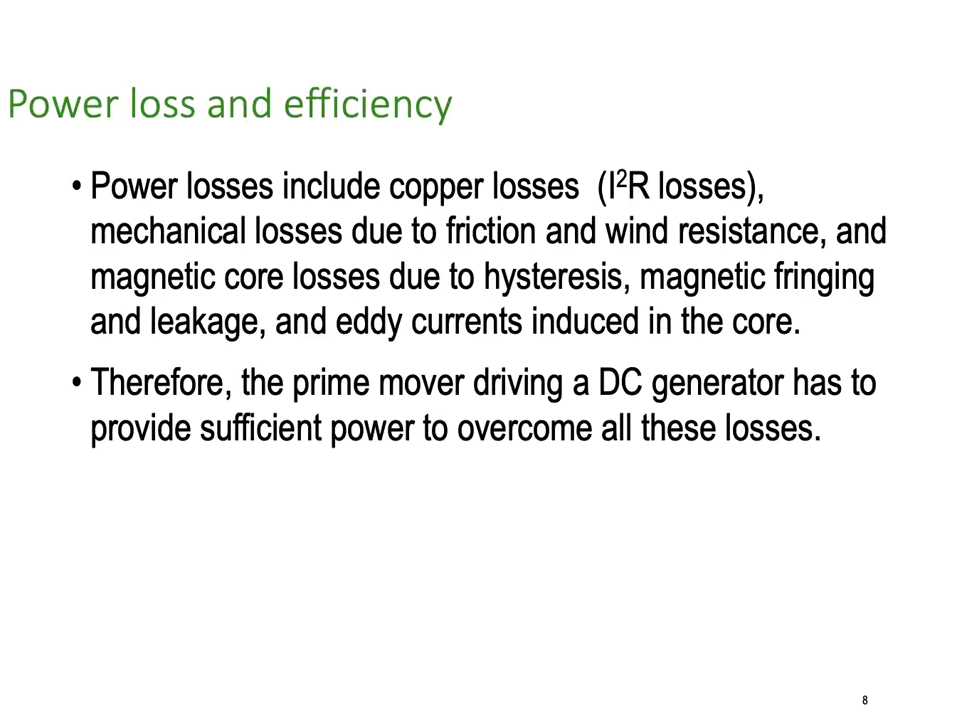 Power loss and efficiency
• Power losses include copper losses (I²R losses),
mechanical losses due to friction and wind resistance, and
magnetic core losses due to hysteresis, magnetic fringing
and leakage, and eddy currents induced in the core.
• Therefore, the prime mover driving a DC generator has to
provide sufficient power to overcome all these losses.
8